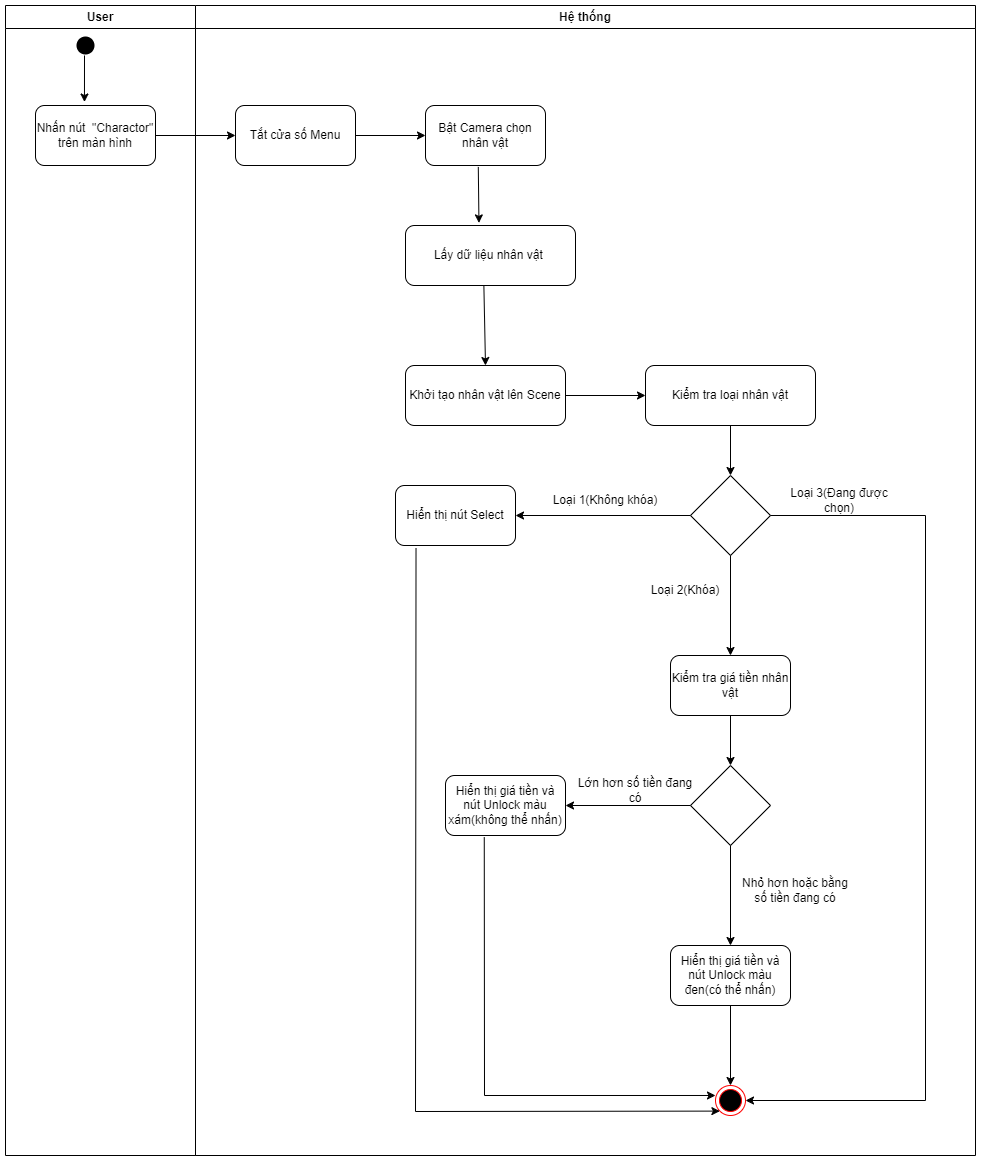 User
Hệ thống
Nhấn nút "Charactor"
trên màn hình
Tắt cửa sổ Menu
Bật Camera chọn
nhân vật
Lấy dữ liệu nhân vật
Khởi tạo nhân vật lên Scene
Kiểm tra loại nhân vật
Hiển thị nút Select
Loại 1(Không khóa)
Loại 3(Đang được
chọn)
Loại 2(Khóa)
Kiểm tra giá tiền nhân
vật
Hiển thị giá tiền và
nút Unlock màu
xám(không thể nhấn)
Lớn hơn số tiền đang
có
Nhỏ hơn hoặc bằng
số tiền đang có
Hiển thị giá tiền và
nút Unlock màu
đen(có thể nhấn)